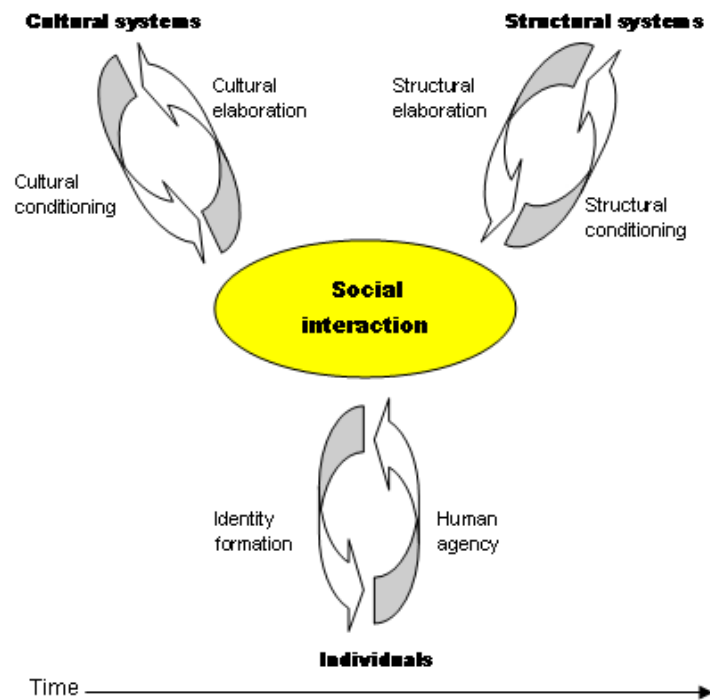 Cultural systems
Structural systems
Cultural
elaboration
Structural
elaboration
Cultural
conditioning
Structural
conditioning
Social
interaction
Identity
formation
Human
agency
Individuals
Time